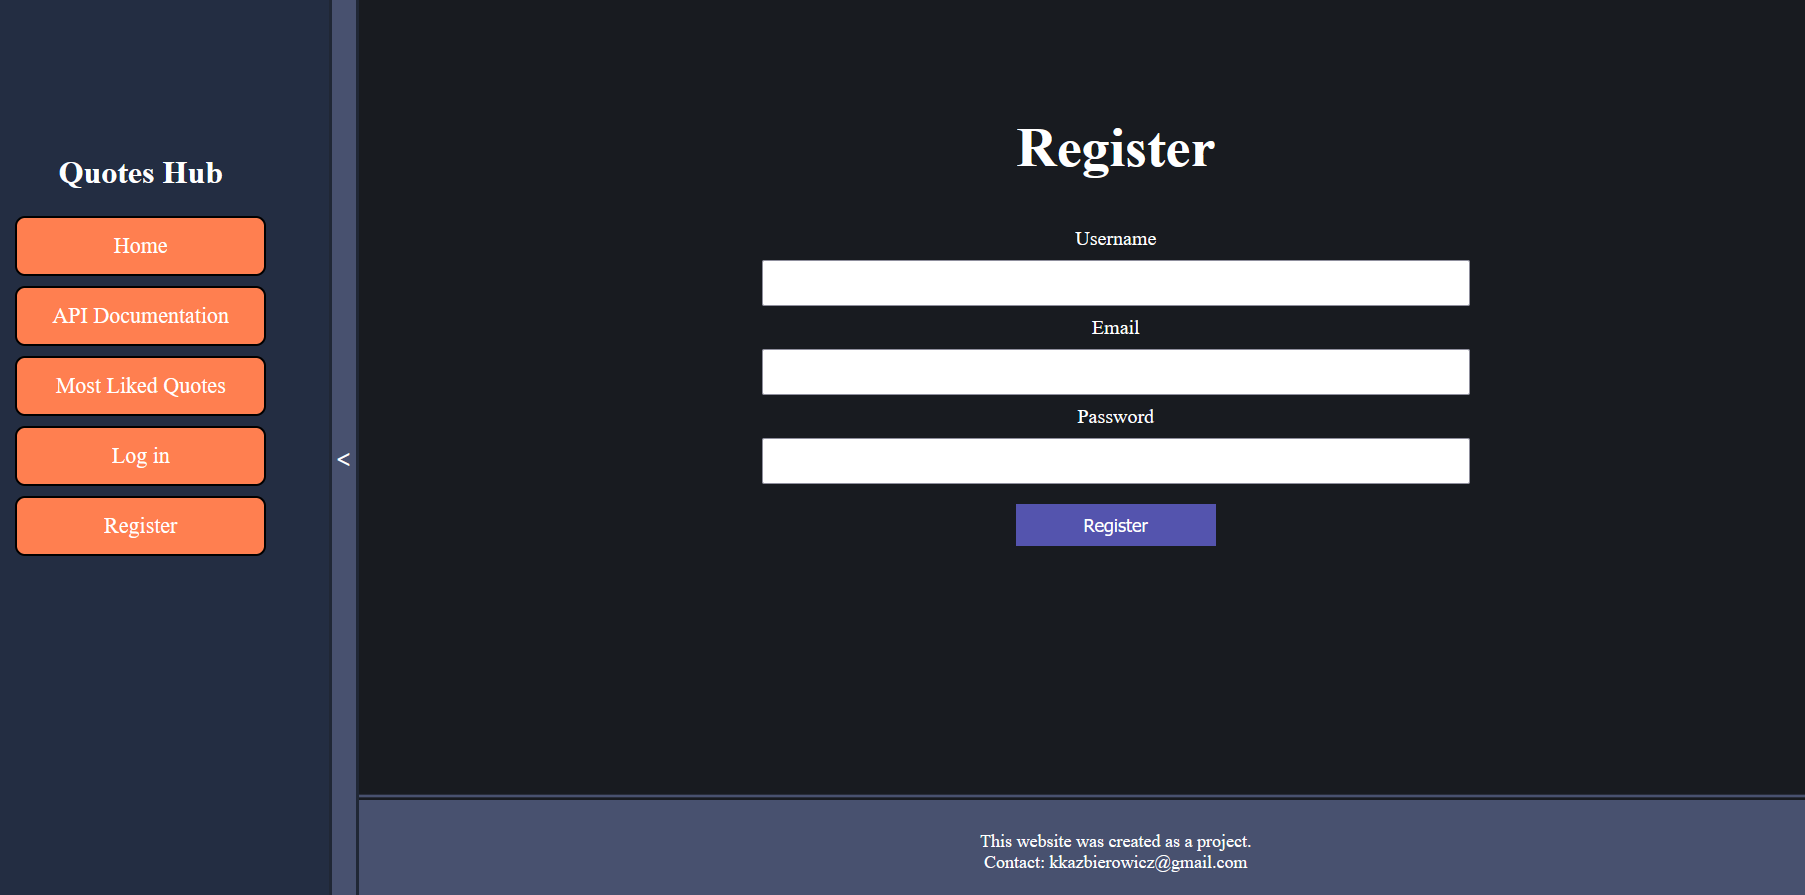 Quotes Hub
Home
API Documentation
Most Liked Quotes
Log in
Register
<
Register
Username
Email
Password
Register
This website was created as a project.
Contact: kkazbierowicz@gmail.com